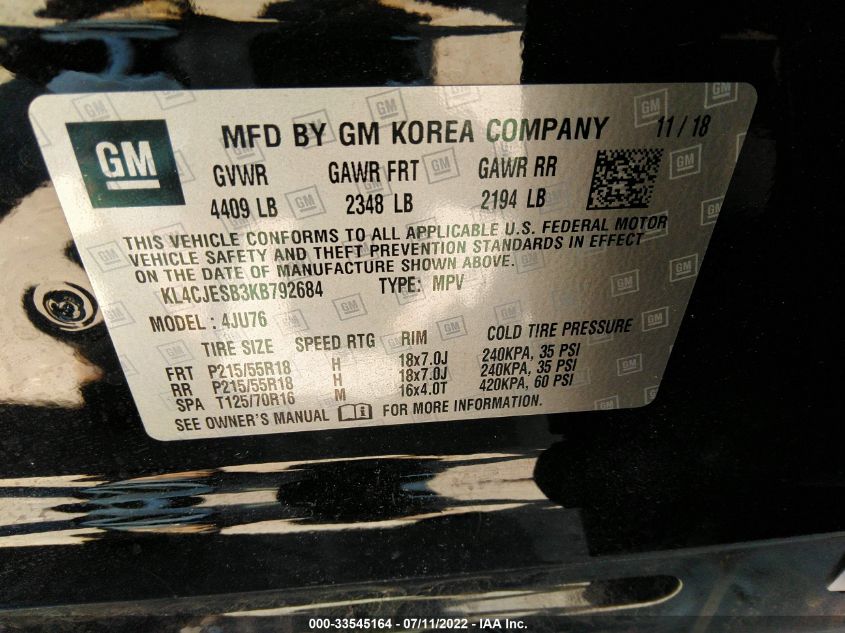 GM
MFD BY GM KOREA COMPANY 11 / 18
GVWR GAWR FRT GAWR RR
4409 LB 2348 LB 2194 LB
THIS VEHICLE CONFORMS TO ALL APPLICABLE U.S. FEDERAL MOTOR
VEHICLE SAFETY AND THEFT PREVENTION STANDARDS IN EFFECT
ON THE DATE OF MANUFACTURE SHOWN ABOVE.
KL4CJESB3KB792684 TYPE: MPV
MODEL : 4JU76
TIRE SIZE SPEED RTG RIM COLD TIRE PRESSURE
FRT P215/55R18 H 18x7.0J 240KPA, 35 PSI
RR P215/55R18 H 18x7.0J 240KPA, 35 PSI
SPA T125/70R16 M 16x4.0T 420KPA, 60 PSI
SEE OWNER'S MANUAL FOR MORE INFORMATION.
000-33545164 - 07/11/2022 - IAA Inc.